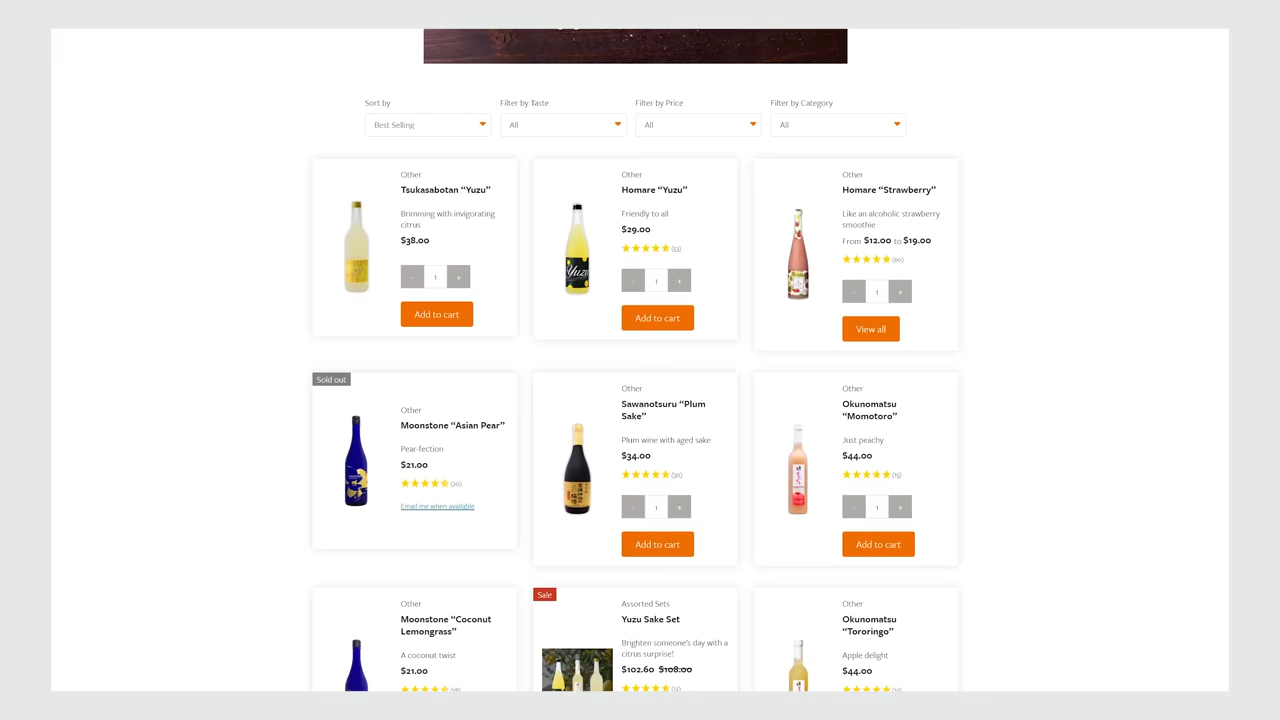 Sort by
Filter by Taste
Filter by Price
Filter by Category
Best Selling
All
All
All
Other
Tsukasabotan “Yuzu”
Brimming with invigorating
citrus
$38.00
- 1 +
Add to cart
Other
Homare “Yuzu”
Friendly to all
$29.00
(53)
- 1 +
Add to cart
Other
Homare “Strawberry”
Like an alcoholic strawberry
smoothie
From $12.00 to $19.00
(60)
- 1 +
View all
Sold out
Other
Moonstone “Asian Pear”
Pear-fection
$21.00
(20)
Email me when available
Other
Sawanotsuru “Plum
Sake”
Plum wine with aged sake
$34.00
(30)
- 1 +
Add to cart
Other
Okunomatsu
“Momotoro”
Just peachy
$44.00
(15)
- 1 +
Add to cart
Other
Moonstone “Coconut
Lemongrass”
A coconut twist
$21.00
Sale
Assorted Sets
Yuzu Sake Set
Brighten someone's day with a
citrus surprise!
$102.60 $108.00
Other
Okunomatsu
“Tororingo”
Apple delight
$44.00